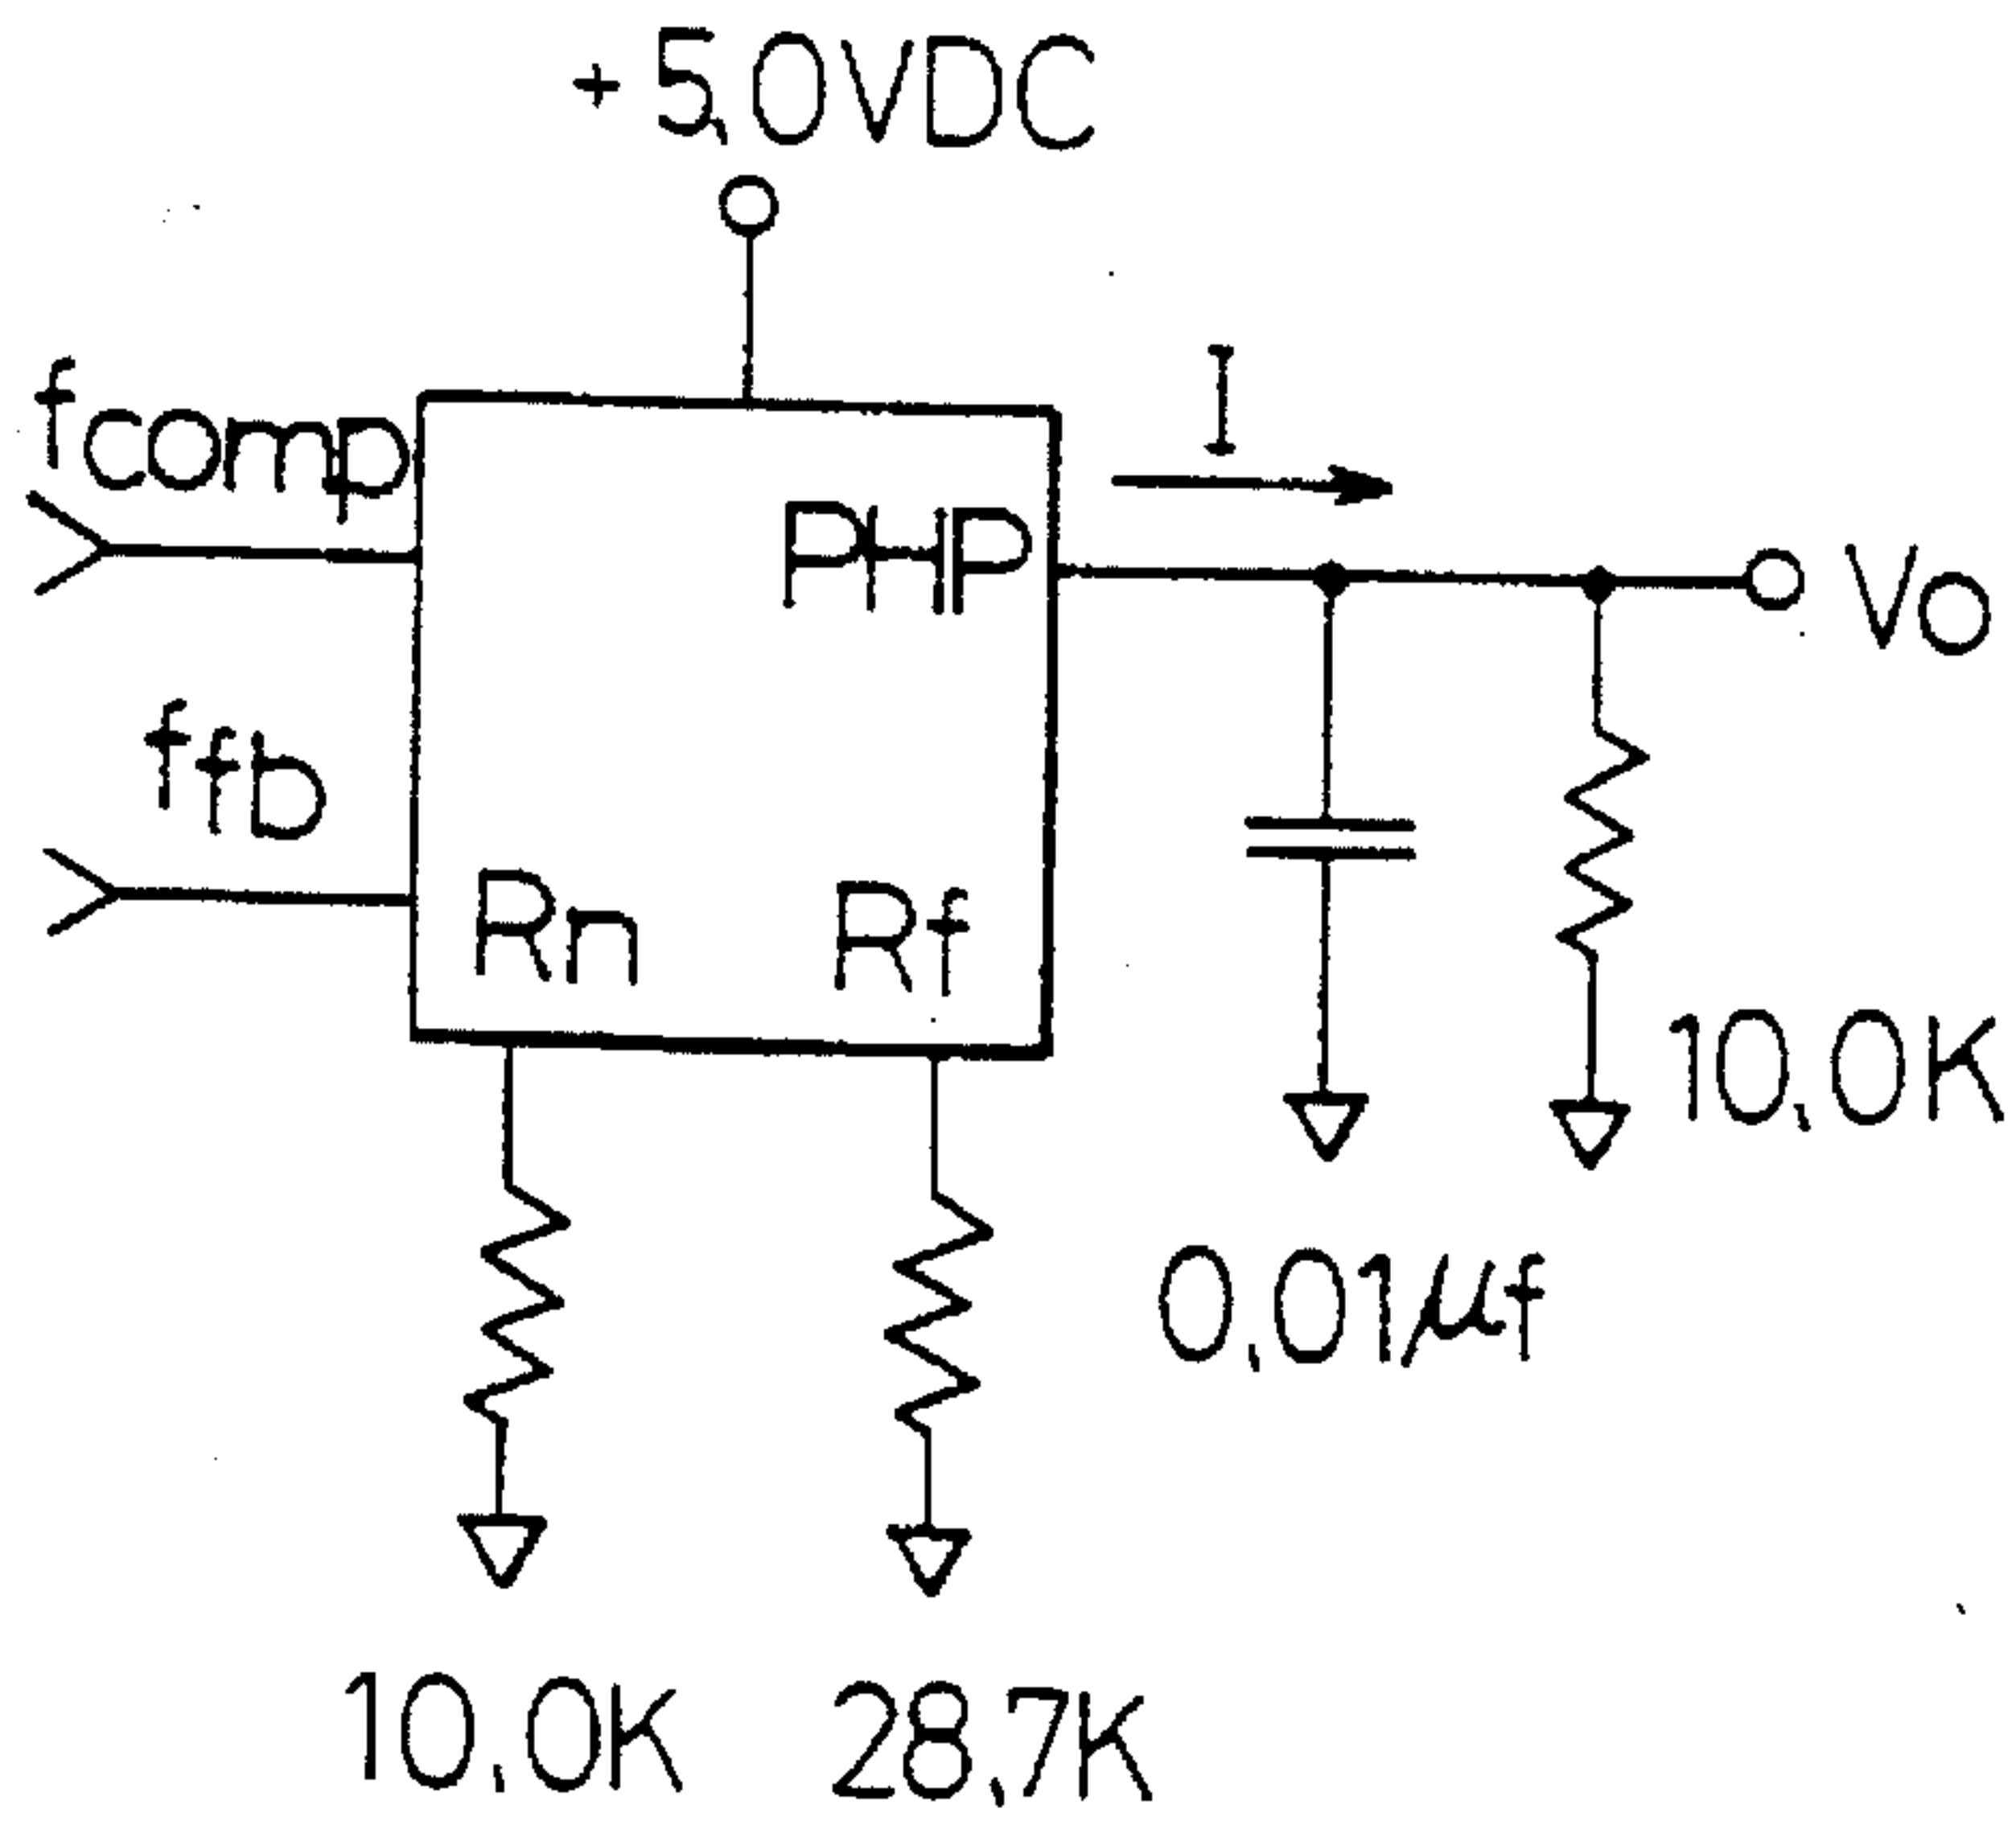 + 5.0VDC
I
fcomp
PHP
Vo
ffb
Rn
Rf
10.0K
0.01μf
10.0K
28.7K